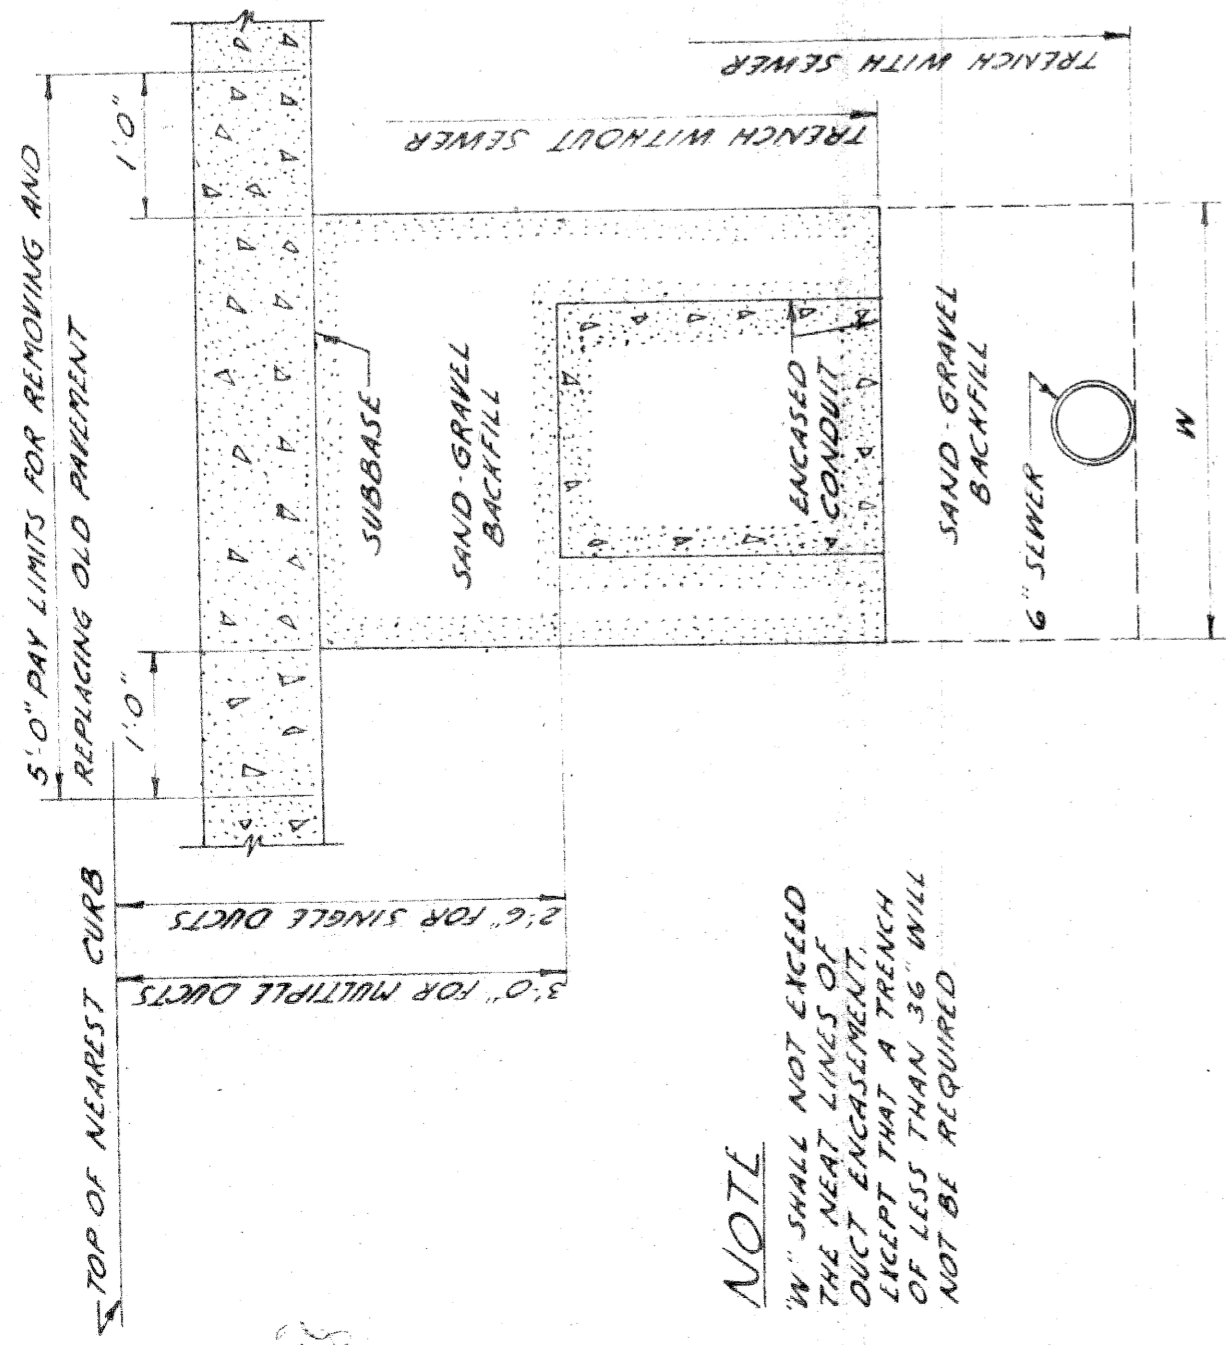 5'-0" PAY LIMITS FOR REMOVING AND
REPLACING OLD PAVEMENT
1'-0"
1'-0"
TOP OF NEAREST CURB
2'-6" FOR SINGLE DUCTS
3'-0" FOR MULTIPLE DUCTS
SUBBASE
SAND-GRAVEL
BACKFILL
ENCASED
CONDUIT
SAND-GRAVEL
BACKFILL
6" SEWER
W
TRENCH WITHOUT SEWER
TRENCH WITH SEWER
NOTE
"W" SHALL NOT EXCEED
THE NEAT LINES OF
DUCT ENCASEMENT,
EXCEPT THAT A TRENCH
OF LESS THAN 36" WILL
NOT BE REQUIRED